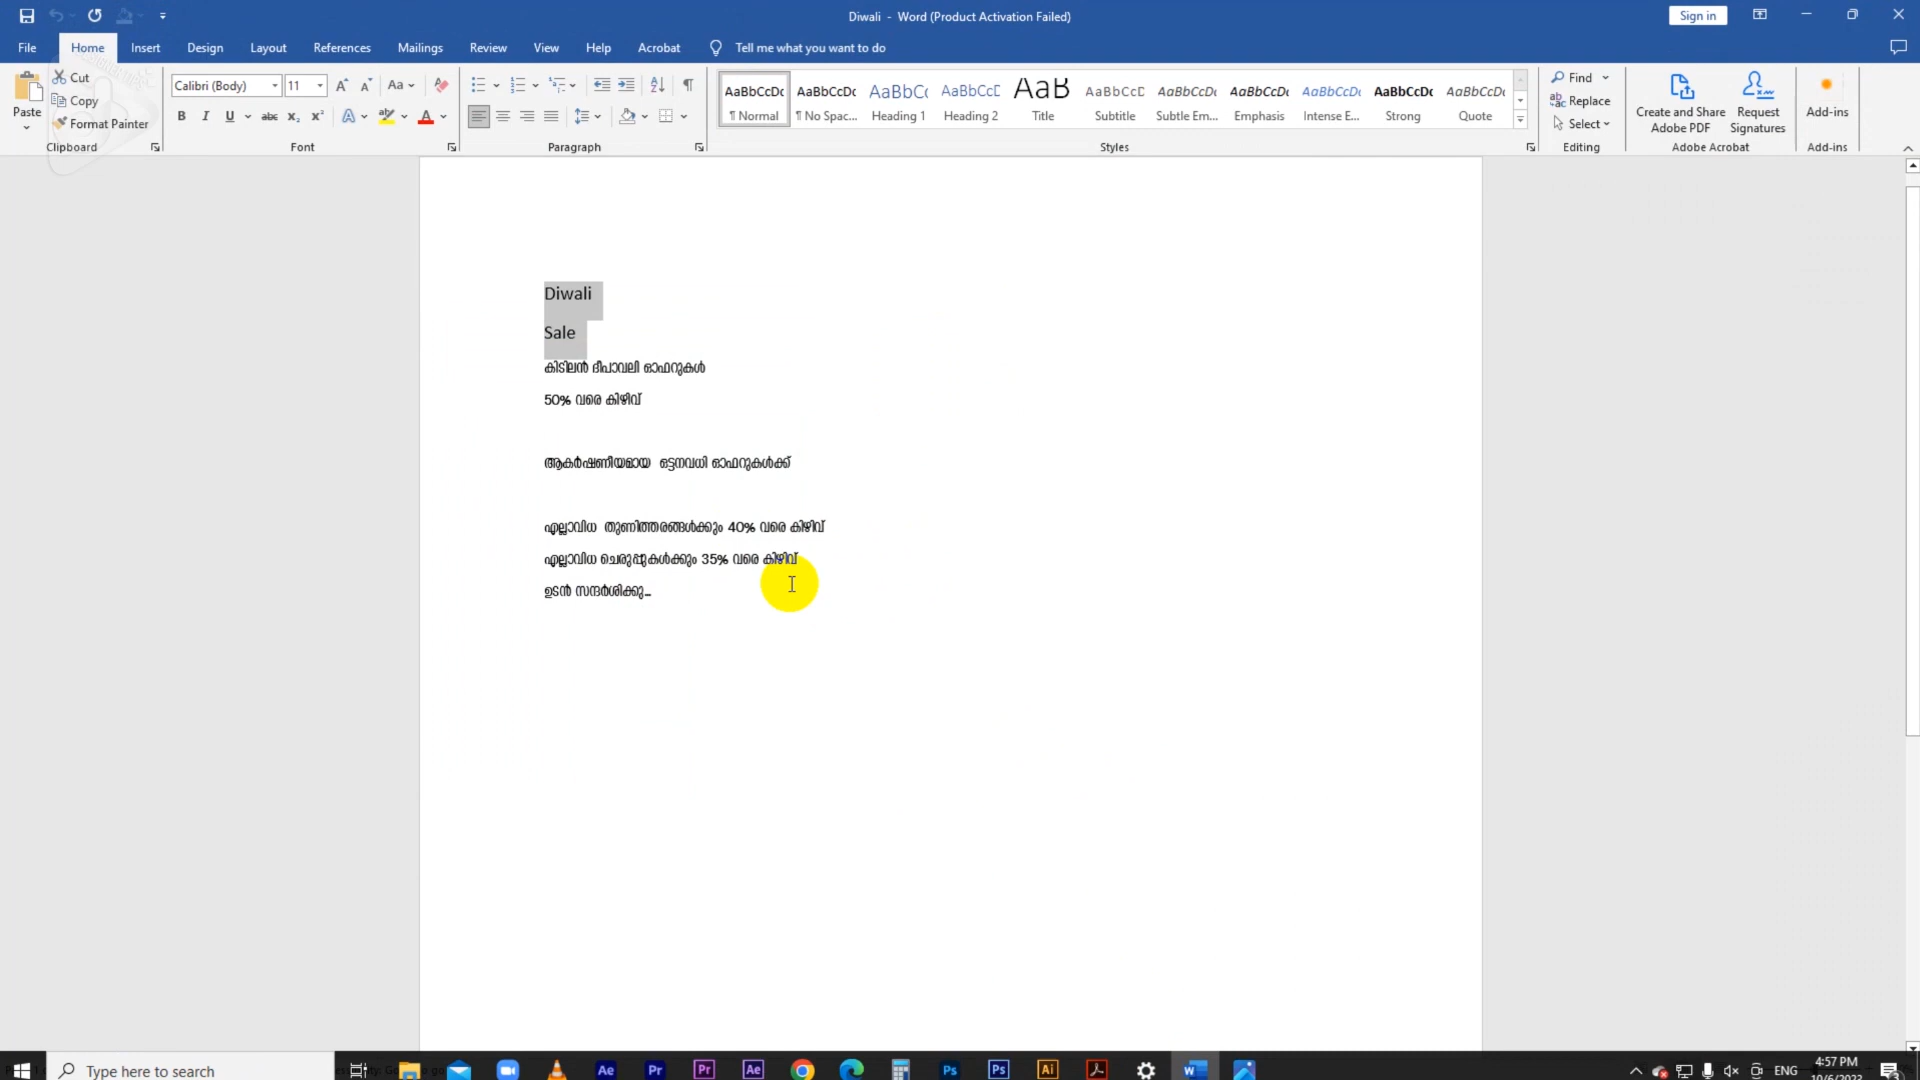 Diwali - Word (Product Activation Failed)
Sign in
File Home Insert Design Layout References Mailings Review View Help Acrobat Tell me what you want to do
Paste
Cut
Copy
Format Painter
Clipboard
Calibri (Body) 11
Font
Paragraph
AaBbCcDc AaBbCcDc AaBbCc AaBbCcD AaB AaBbCcD AaBbCcDc AaBbCcDc AaBbCcDc AaBbCcDc AaBbCcDc
¶ Normal ¶ No Spac... Heading 1 Heading 2 Title Subtitle Subtle Em... Emphasis Intense E... Strong Quote
Styles
Find
Replace
Select
Editing
Create and Share Adobe PDF
Request Signatures
Adobe Acrobat
Add-ins
Add-ins
Diwali
Sale
കിടിലൻ ദീപാവലി ഓഫറുകൾ
50% വരെ കിഴിവ്
ആകർഷണീയമായ ഒട്ടനവധി ഓഫറുകൾക്ക്
എല്ലാവിധ തുണിത്തരങ്ങൾക്കും 40% വരെ കിഴിവ്
എല്ലാവിധ ചെരുപ്പുകൾക്കും 35% വരെ കിഴിവ്
ഉടൻ സന്ദർശിക്കു...
Type here to search
ENG
4:57 PM